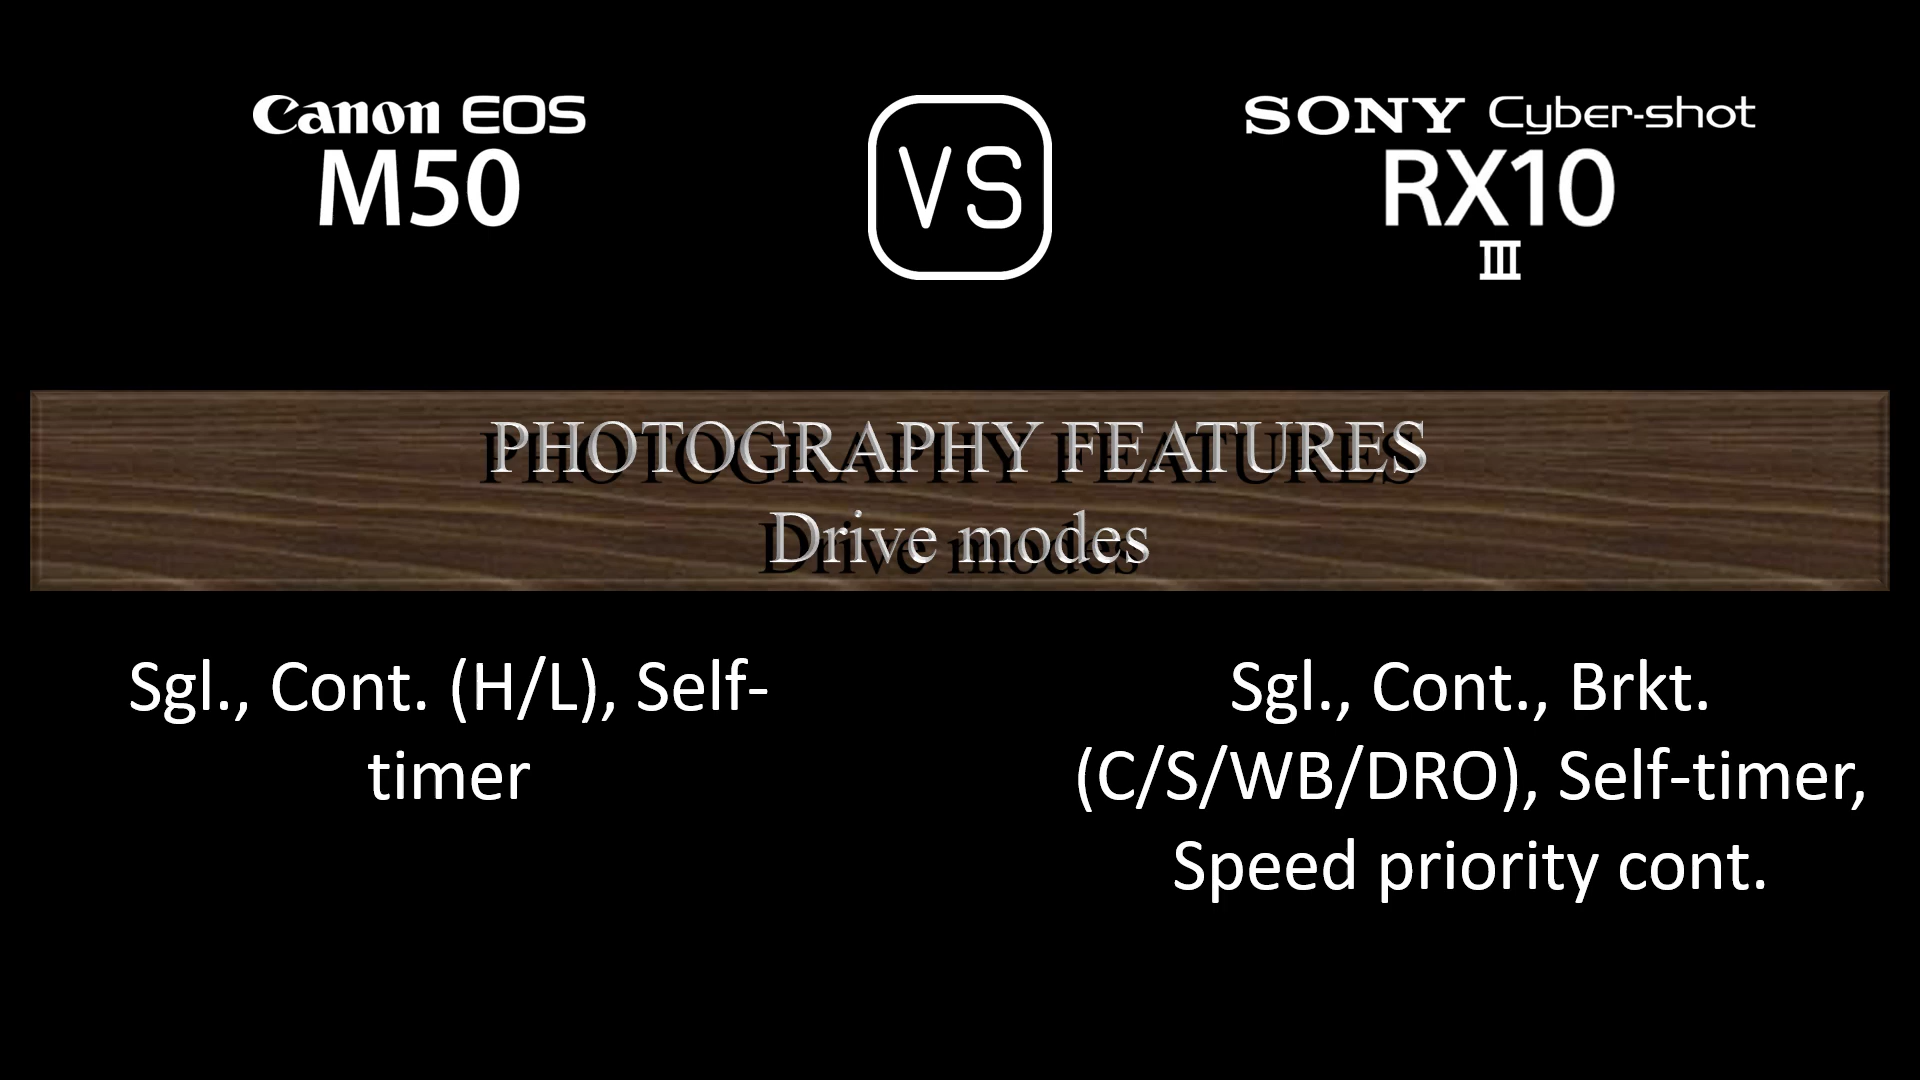 Canon EOS
M50
VS
SONY Cyber-shot
RX10
III
PHOTOGRAPHY FEATURES
Drive modes
Sgl., Cont. (H/L), Self-
timer
Sgl., Cont., Brkt.
(C/S/WB/DRO), Self-timer,
Speed priority cont.